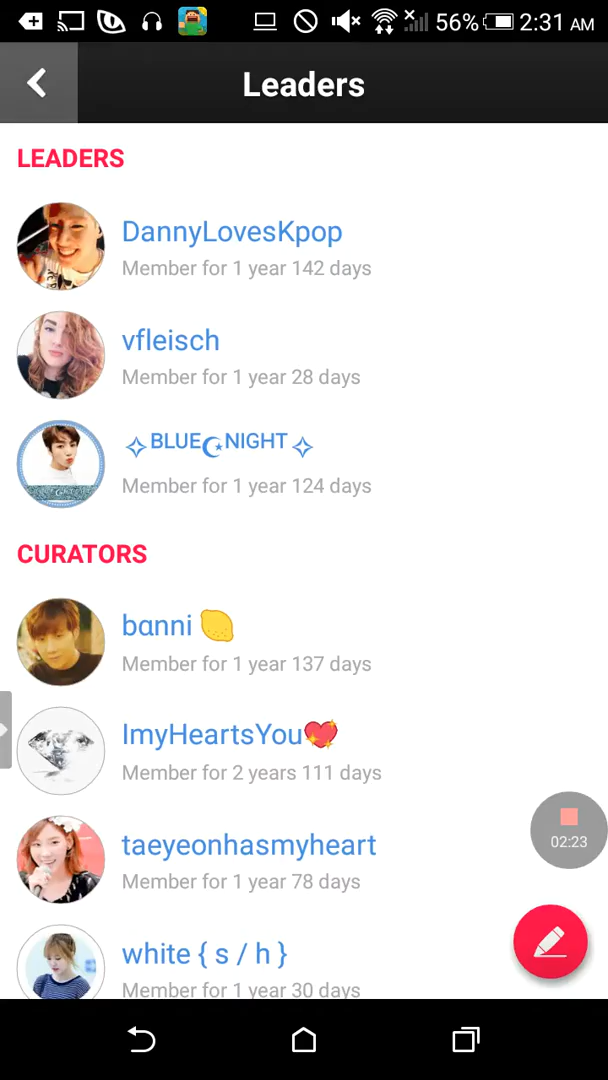 56% 2:31 AM
Leaders
LEADERS
DannyLovesKpop
Member for 1 year 142 days
vfleisch
Member for 1 year 28 days
✧ᴮᴸᵁᴱ☪ᴺᴵᴳᴴᵀ✧
Member for 1 year 124 days
CURATORS
bɑnni 🍋
Member for 1 year 137 days
ImyHeartsYou💖
Member for 2 years 111 days
taeyeonhasmyheart
Member for 1 year 78 days
02:23
white { s / h }
Member for 1 year 30 days